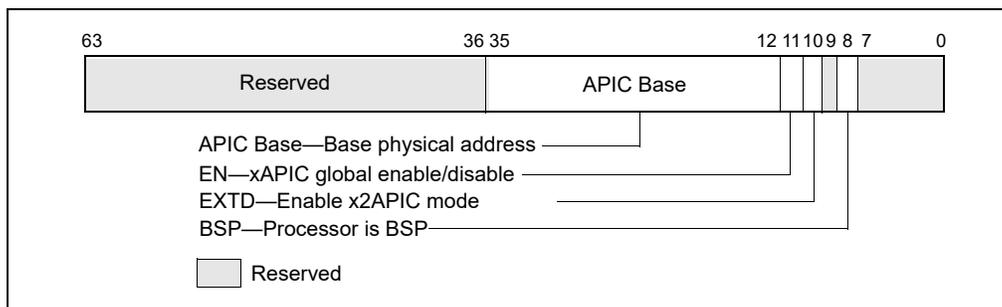 63 36 35 12 11 10 9 8 7 0
Reserved APIC Base
APIC Base—Base physical address
EN—xAPIC global enable/disable
EXTD—Enable x2APIC mode
BSP—Processor is BSP
Reserved